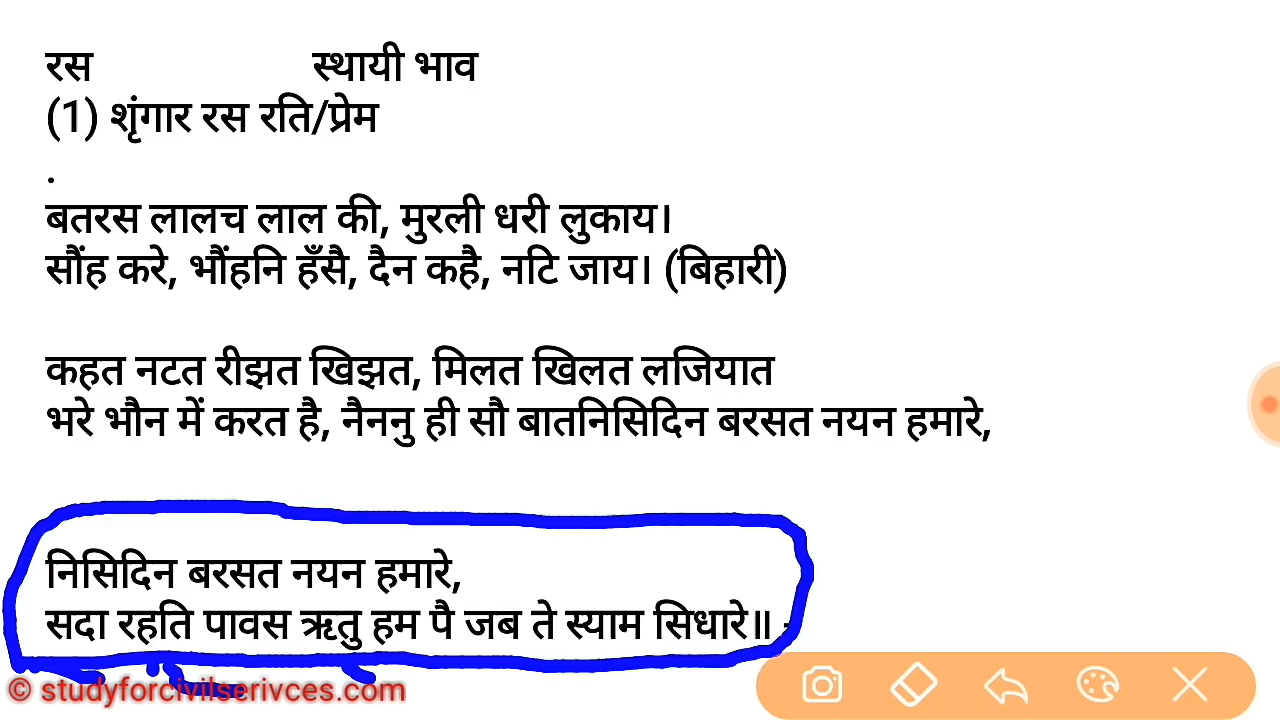 रस स्थायी भाव
(1) शृंगार रस रति/प्रेम
.
बतरस लालच लाल की, मुरली धरी लुकाय।
सौंह करे, भौंहनि हँसै, दैन कहै, नटि जाय। (बिहारी)
कहत नटत रीझत खिझत, मिलत खिलत लजियात
भरे भौन में करत है, नैननु ही सौ बातनिसिदिन बरसत नयन हमारे,
निसिदिन बरसत नयन हमारे,
सदा रहति पावस ऋतु हम पै जब ते स्याम सिधारे॥ -
© studyforcivilserivces.com